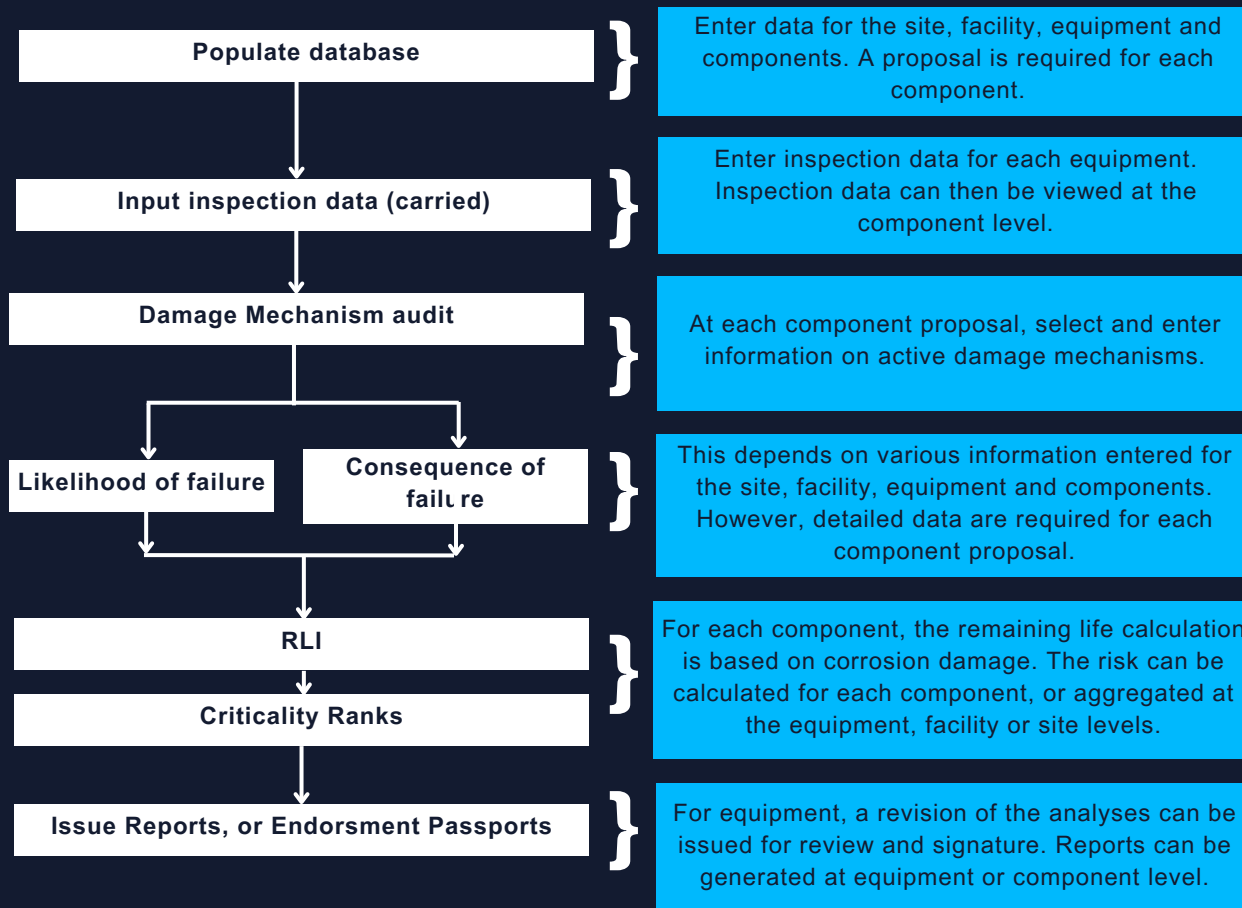 Populate database
Enter data for the site, facility, equipment and
components. A proposal is required for each
component.
Input inspection data (carried)
Enter inspection data for each equipment.
Inspection data can then be viewed at the
component level.
Damage Mechanism audit
At each component proposal, select and enter
information on active damage mechanisms.
Likelihood of failure
Consequence of
failure
This depends on various information entered for
the site, facility, equipment and components.
However, detailed data are required for each
component proposal.
RLI
Criticality Ranks
For each component, the remaining life calculation
is based on corrosion damage. The risk can be
calculated for each component, or aggregated at
the equipment, facility or site levels.
Issue Reports, or Endorsment Passports
For equipment, a revision of the analyses can be
issued for review and signature. Reports can be
generated at equipment or component level.